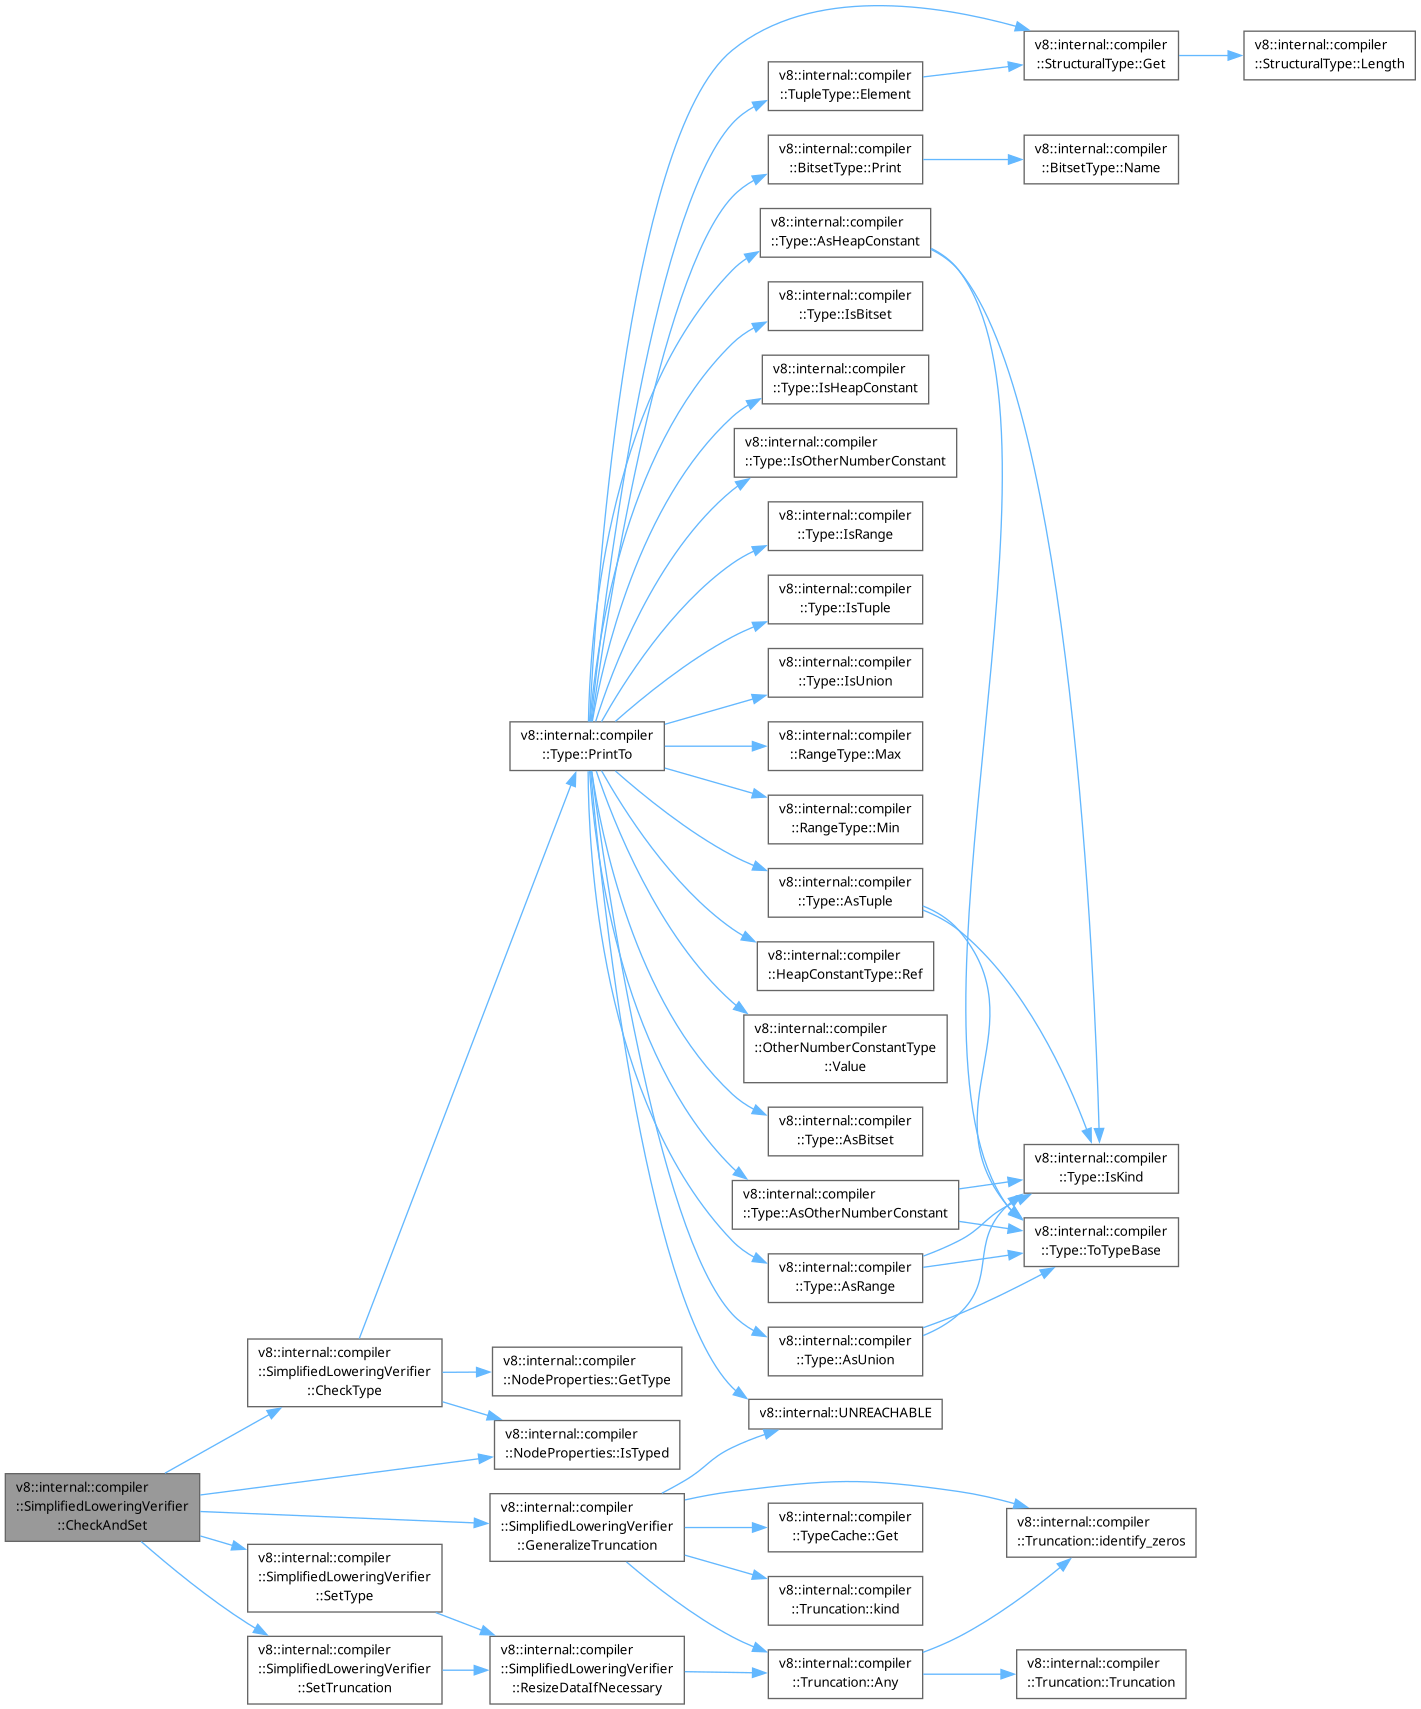 v8::internal::compiler
::StructuralType::Get
v8::internal::compiler
::StructuralType::Length
v8::internal::compiler
::TupleType::Element
v8::internal::compiler
::BitsetType::Print
v8::internal::compiler
::BitsetType::Name
v8::internal::compiler
::Type::AsHeapConstant
v8::internal::compiler
::Type::IsBitset
v8::internal::compiler
::Type::IsHeapConstant
v8::internal::compiler
::Type::IsOtherNumberConstant
v8::internal::compiler
::Type::IsRange
v8::internal::compiler
::Type::IsTuple
v8::internal::compiler
::Type::IsUnion
v8::internal::compiler
::Type::PrintTo
v8::internal::compiler
::RangeType::Max
v8::internal::compiler
::RangeType::Min
v8::internal::compiler
::Type::AsTuple
v8::internal::compiler
::HeapConstantType::Ref
v8::internal::compiler
::OtherNumberConstantType
::Value
v8::internal::compiler
::Type::AsBitset
v8::internal::compiler
::Type::IsKind
v8::internal::compiler
::Type::AsOtherNumberConstant
v8::internal::compiler
::Type::ToTypeBase
v8::internal::compiler
::Type::AsRange
v8::internal::compiler
::Type::AsUnion
v8::internal::compiler
::SimplifiedLoweringVerifier
::CheckType
v8::internal::compiler
::NodeProperties::GetType
v8::internal::UNREACHABLE
v8::internal::compiler
::NodeProperties::IsTyped
v8::internal::compiler
::SimplifiedLoweringVerifier
::CheckAndSet
v8::internal::compiler
::SimplifiedLoweringVerifier
::GeneralizeTruncation
v8::internal::compiler
::TypeCache::Get
v8::internal::compiler
::Truncation::identify_zeros
v8::internal::compiler
::SimplifiedLoweringVerifier
::SetType
v8::internal::compiler
::Truncation::kind
v8::internal::compiler
::SimplifiedLoweringVerifier
::SetTruncation
v8::internal::compiler
::SimplifiedLoweringVerifier
::ResizeDataIfNecessary
v8::internal::compiler
::Truncation::Any
v8::internal::compiler
::Truncation::Truncation